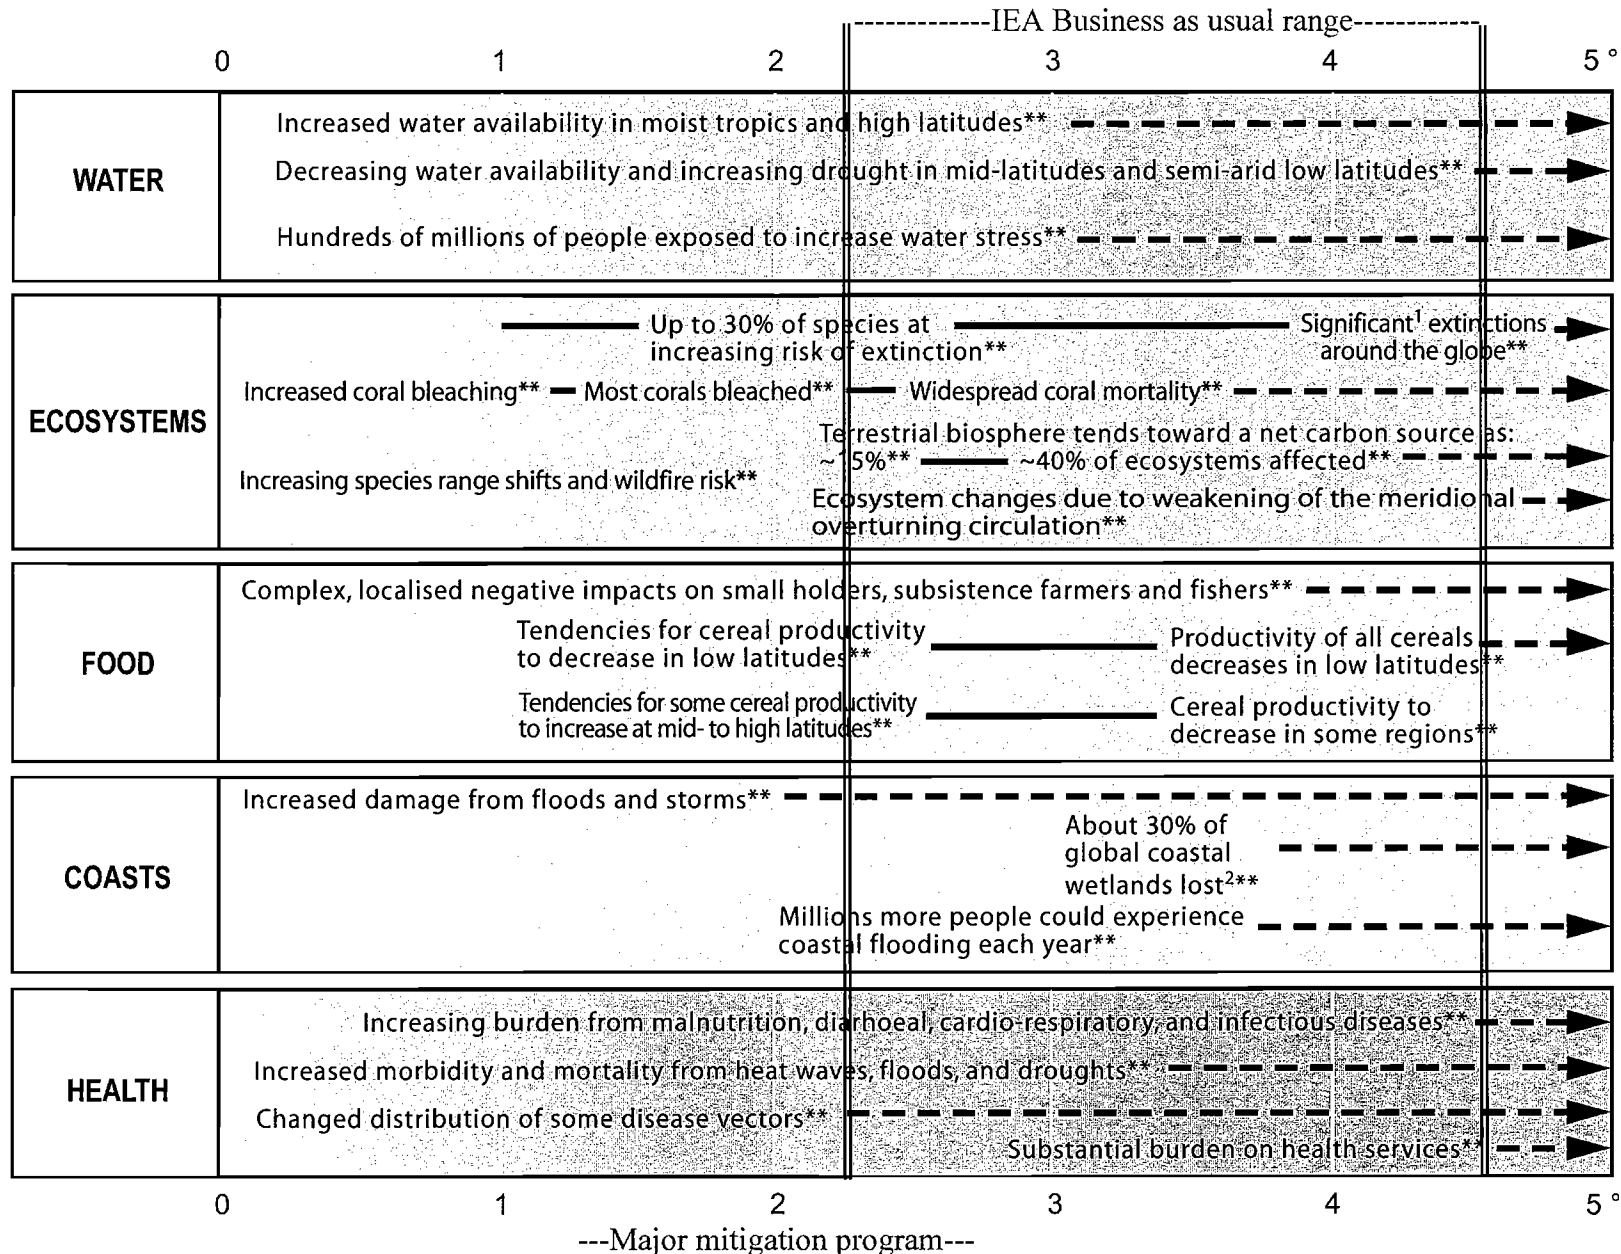 ------------IEA Business as usual range-----------
0 1 2 3 4 5 °
WATER
Increased water availability in moist tropics and high latitudes**
Decreasing water availability and increasing drought in mid-latitudes and semi-arid low latitudes**
Hundreds of millions of people exposed to increase water stress**
ECOSYSTEMS
Up to 30% of species at
increasing risk of extinction**
Significant¹ extinctions
around the globe**
Increased coral bleaching** Most corals bleached** Widespread coral mortality**
Terrestrial biosphere tends toward a net carbon source as:
~15%** ~40% of ecosystems affected**
Increasing species range shifts and wildfire risk**
Ecosystem changes due to weakening of the meridional
overturning circulation**
FOOD
Complex, localised negative impacts on small holders, subsistence farmers and fishers**
Tendencies for cereal productivity
to decrease in low latitudes**
Productivity of all cereals
decreases in low latitudes**
Tendencies for some cereal productivity
to increase at mid- to high latitudes**
Cereal productivity to
decrease in some regions**
COASTS
Increased damage from floods and storms**
About 30% of
global coastal
wetlands lost²**
Millions more people could experience
coastal flooding each year**
HEALTH
Increasing burden from malnutrition, diarhoeal, cardio-respiratory, and infectious diseases**
Increased morbidity and mortality from heat waves, floods, and droughts**
Changed distribution of some disease vectors**
Substantial burden on health services**
0 1 2 3 4 5 °
---Major mitigation program---